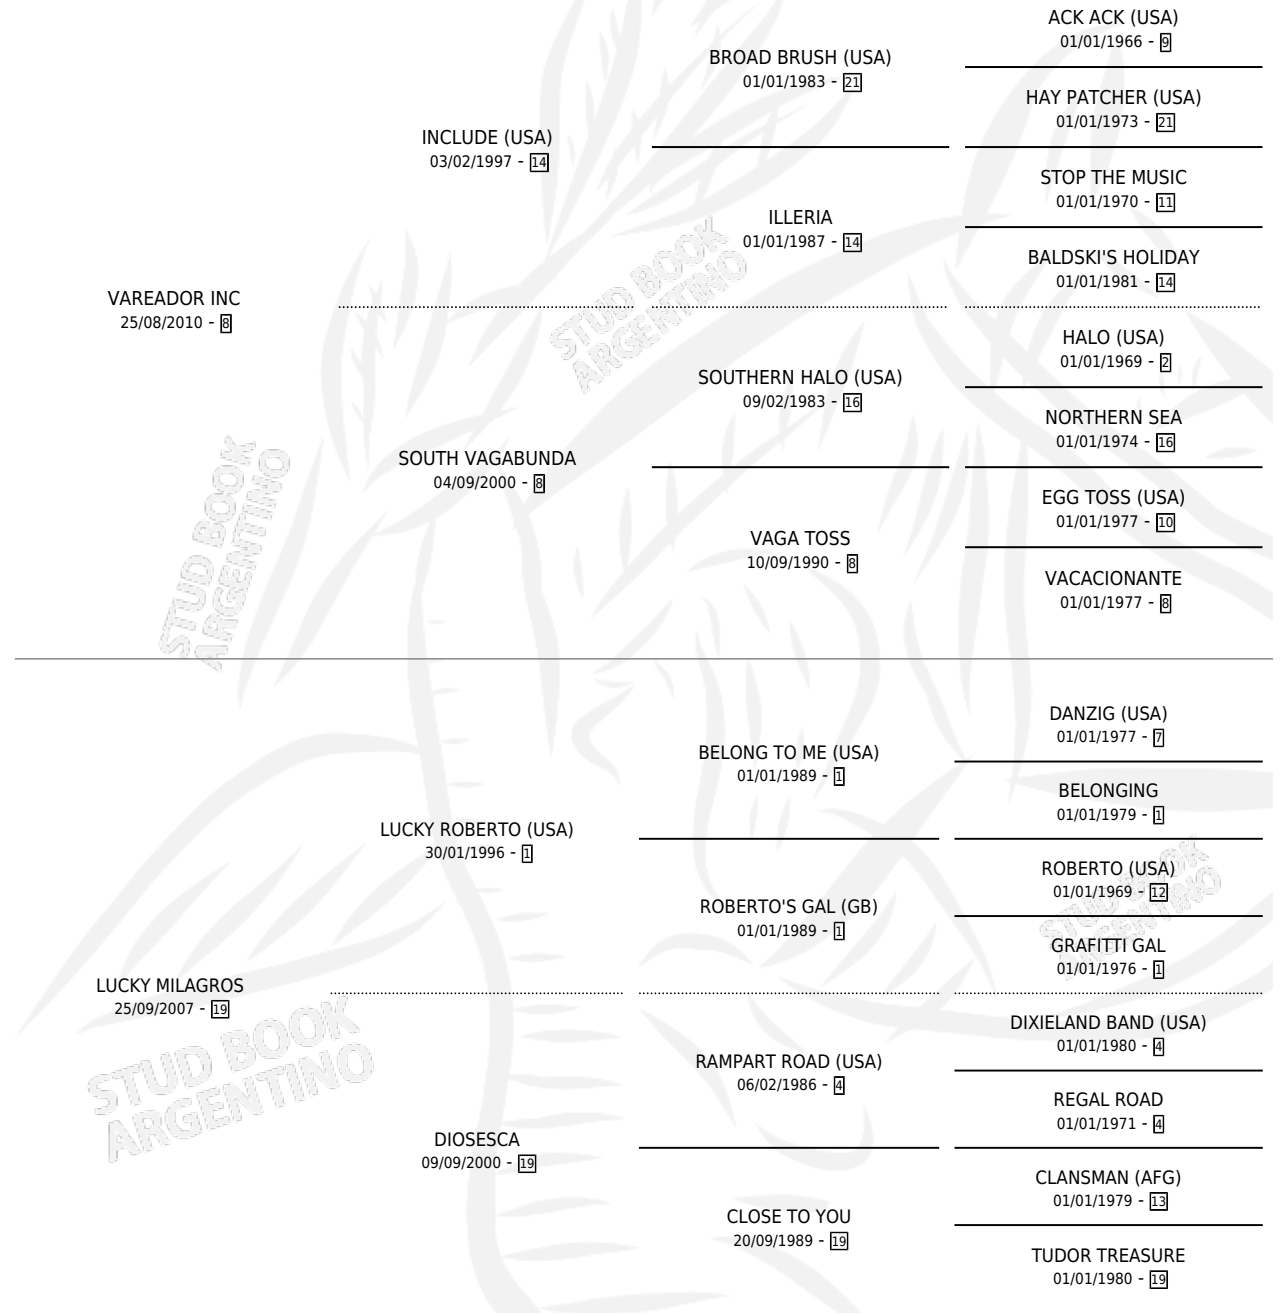 ACK ACK (USA)
01/01/1966 - 9
BROAD BRUSH (USA)
01/01/1983 - 21
HAY PATCHER (USA)
01/01/1973 - 21
INCLUDE (USA)
03/02/1997 - 14
STOP THE MUSIC
01/01/1970 - 11
ILLERIA
01/01/1987 - 14
BALDSKI'S HOLIDAY
01/01/1981 - 14
VAREADOR INC
25/08/2010 - 8
HALO (USA)
01/01/1969 - 2
SOUTHERN HALO (USA)
09/02/1983 - 16
NORTHERN SEA
01/01/1974 - 16
SOUTH VAGABUNDA
04/09/2000 - 8
EGG TOSS (USA)
01/01/1977 - 10
VAGA TOSS
10/09/1990 - 8
VACACIONANTE
01/01/1977 - 8
STUD BOOK
ARGENTINO
STUD BOOK
ARGENTINO
DANZIG (USA)
01/01/1977 - 7
BELONG TO ME (USA)
01/01/1989 - 1
BELONGING
01/01/1979 - 1
LUCKY ROBERTO (USA)
30/01/1996 - 1
ROBERTO (USA)
01/01/1969 - 12
ROBERTO'S GAL (GB)
01/01/1989 - 1
GRAFITTI GAL
01/01/1976 - 1
STUD BOOK
ARGENTINO
LUCKY MILAGROS
25/09/2007 - 19
DIXIELAND BAND (USA)
01/01/1980 - 4
RAMPART ROAD (USA)
06/02/1986 - 4
REGAL ROAD
01/01/1971 - 4
STUD BOOK
ARGENTINO
DIOSESCA
09/09/2000 - 19
CLANSMAN (AFG)
01/01/1979 - 13
CLOSE TO YOU
20/09/1989 - 19
TUDOR TREASURE
01/01/1980 - 19